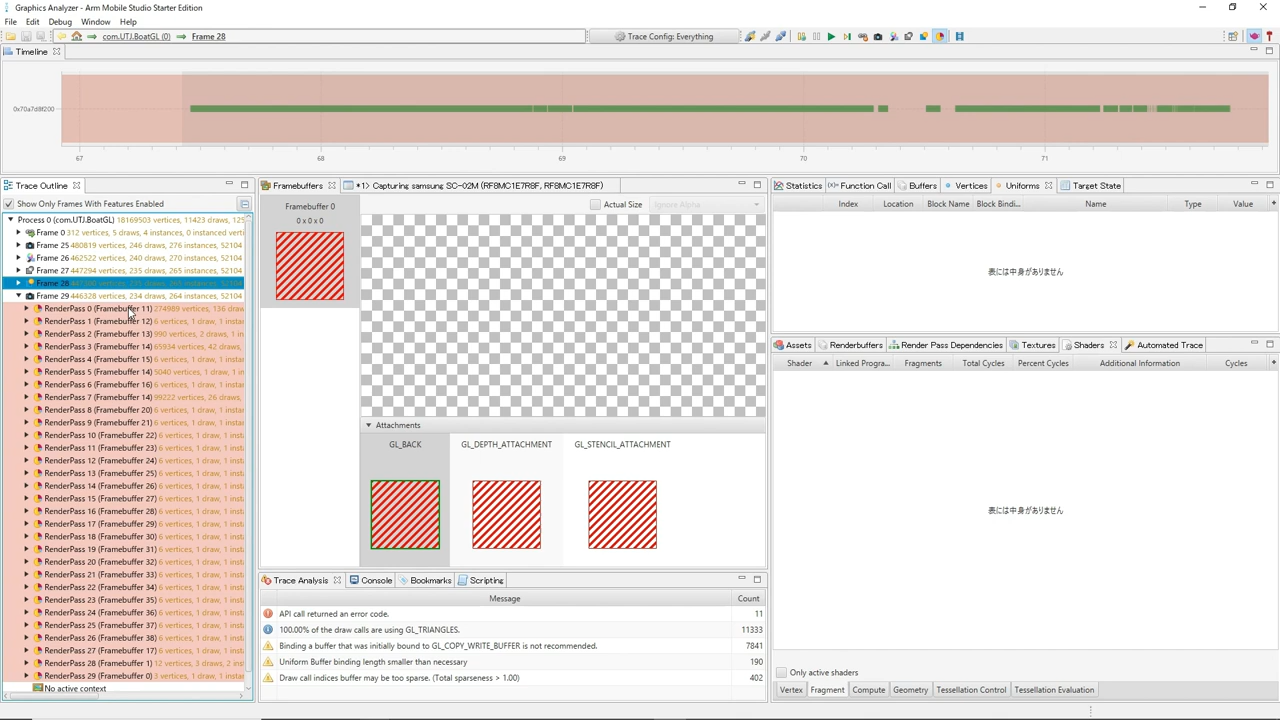 Graphics Analyzer - Arm Mobile Studio Starter Edition
File Edit Debug Window Help
com.UTJ.BoatGL (0) Frame 28 Trace Config: Everything
Timeline
0x70a7d8f200
67 68 69 70 71
Trace Outline
Show Only Frames With Features Enabled
Process 0 (com.UTJ.BoatGL) 18169503 vertices, 11423 draws, 125
Frame 0 312 vertices, 5 draws, 4 instances, 0 instanced verti
Frame 25 480819 vertices, 246 draws, 276 instances, 52104
Frame 26 462522 vertices, 240 draws, 270 instances, 52104
Frame 27 447294 vertices, 235 draws, 265 instances, 52104
Frame 28
Frame 29 446328 vertices, 234 draws, 264 instances, 52104
RenderPass 0 (Framebuffer 11) 274989 vertices, 136 draw
RenderPass 1 (Framebuffer 12) 6 vertices, 1 draw, 1 instan
RenderPass 2 (Framebuffer 13) 990 vertices, 2 draws, 1 in
RenderPass 3 (Framebuffer 14) 65934 vertices, 42 draws,
RenderPass 4 (Framebuffer 15) 6 vertices, 1 draw, 1 instan
RenderPass 5 (Framebuffer 14) 5040 vertices, 1 draw, 1 in
RenderPass 6 (Framebuffer 16) 6 vertices, 1 draw, 1 instan
RenderPass 7 (Framebuffer 14) 99222 vertices, 26 draws,
RenderPass 8 (Framebuffer 20) 6 vertices, 1 draw, 1 instan
RenderPass 9 (Framebuffer 21) 6 vertices, 1 draw, 1 instan
RenderPass 10 (Framebuffer 22) 6 vertices, 1 draw, 1 inst
RenderPass 11 (Framebuffer 23) 6 vertices, 1 draw, 1 inst
RenderPass 12 (Framebuffer 24) 6 vertices, 1 draw, 1 inst
RenderPass 13 (Framebuffer 25) 6 vertices, 1 draw, 1 inst
RenderPass 14 (Framebuffer 26) 6 vertices, 1 draw, 1 inst
RenderPass 15 (Framebuffer 27) 6 vertices, 1 draw, 1 inst
RenderPass 16 (Framebuffer 28) 6 vertices, 1 draw, 1 inst
RenderPass 17 (Framebuffer 29) 6 vertices, 1 draw, 1 inst
RenderPass 18 (Framebuffer 30) 6 vertices, 1 draw, 1 inst
RenderPass 19 (Framebuffer 31) 6 vertices, 1 draw, 1 inst
RenderPass 20 (Framebuffer 32) 6 vertices, 1 draw, 1 inst
RenderPass 21 (Framebuffer 33) 6 vertices, 1 draw, 1 inst
RenderPass 22 (Framebuffer 34) 6 vertices, 1 draw, 1 inst
RenderPass 23 (Framebuffer 35) 6 vertices, 1 draw, 1 inst
RenderPass 24 (Framebuffer 36) 6 vertices, 1 draw, 1 inst
RenderPass 25 (Framebuffer 37) 6 vertices, 1 draw, 1 inst
RenderPass 26 (Framebuffer 38) 6 vertices, 1 draw, 1 inst
RenderPass 27 (Framebuffer 17) 6 vertices, 1 draw, 1 inst
RenderPass 28 (Framebuffer 1) 12 vertices, 3 draws, 2 ins
RenderPass 29 (Framebuffer 0) 3 vertices, 1 draw, 1 insta
No active context
Framebuffers *1) Capturing samsung SC-02M (RF8MC1E7R8F, RF8MC1E7R8F)
Framebuffer 0
0 x 0 x 0
Actual Size Ignore Alpha
Attachments
GL_BACK GL_DEPTH_ATTACHMENT GL_STENCIL_ATTACHMENT
Trace Analysis Console Bookmarks Scripting
Message Count
API call returned an error code. 11
100.00% of the draw calls are using GL_TRIANGLES. 11333
Binding a buffer that was initially bound to GL_COPY_WRITE_BUFFER is not recommended. 7841
Uniform Buffer binding length smaller than necessary 190
Draw call indices buffer may be too sparse. (Total sparseness > 1.00) 402
Statistics Function Call Buffers Vertices Uniforms Target State
Index Location Block Name Block Bindi... Name Type Value
表には中身がありません
Assets Renderbuffers Render Pass Dependencies Textures Shaders Automated Trace
Shader Linked Progra... Fragments Total Cycles Percent Cycles Additional Information Cycles
表には中身がありません
Only active shaders
Vertex Fragment Compute Geometry Tessellation Control Tessellation Evaluation